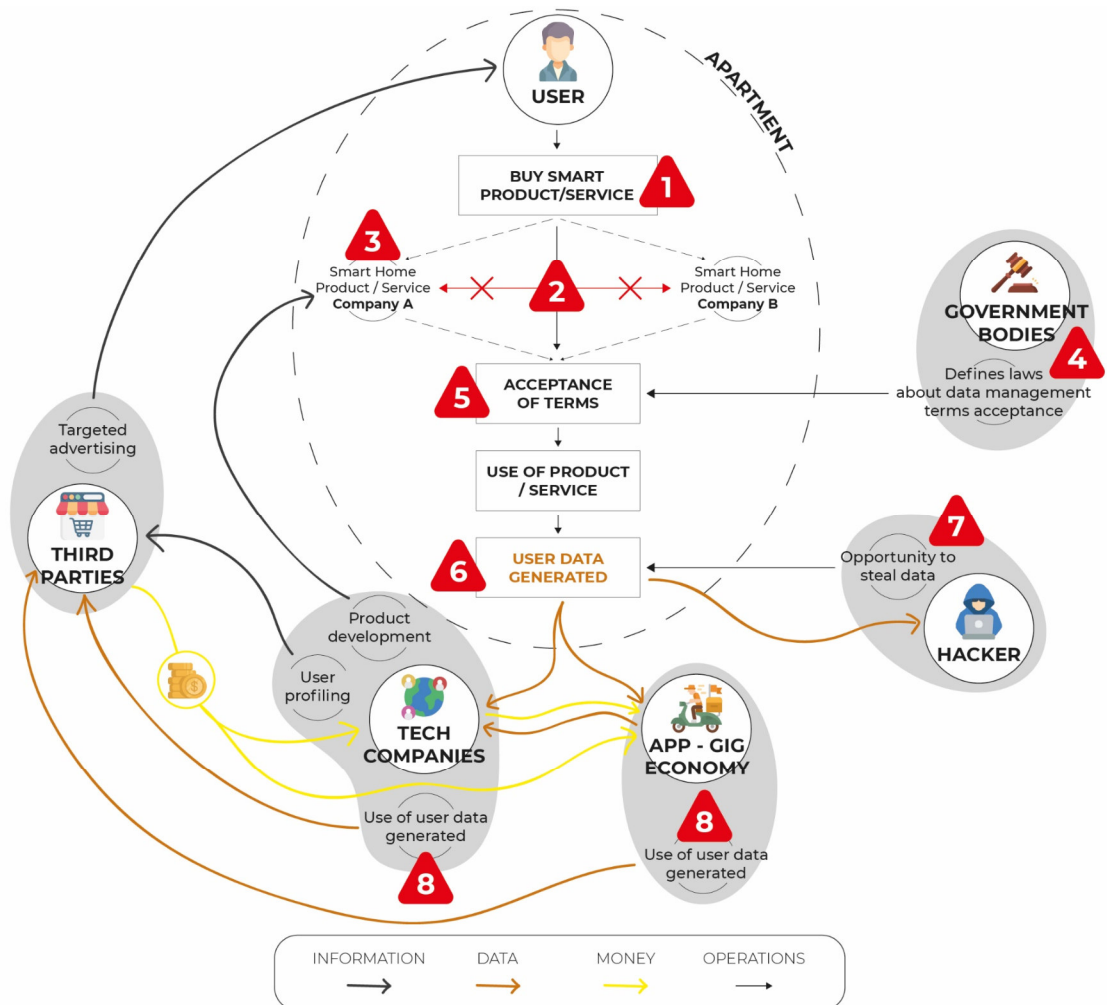 USER
APARTMENT
BUY SMART
PRODUCT/SERVICE
1
3
Smart Home
Product / Service
Company A
2
Smart Home
Product / Service
Company B
GOVERNMENT
BODIES
4
Defines laws
about data management
terms acceptance
5
ACCEPTANCE
OF TERMS
Targeted
advertising
USE OF PRODUCT
/ SERVICE
THIRD
PARTIES
6
USER DATA
GENERATED
7
Opportunity to
steal data
HACKER
Product
development
User
profiling
$
TECH
COMPANIES
APP - GIG
ECONOMY
Use of user data
generated
8
8
Use of user data
generated
INFORMATION
DATA
MONEY
OPERATIONS